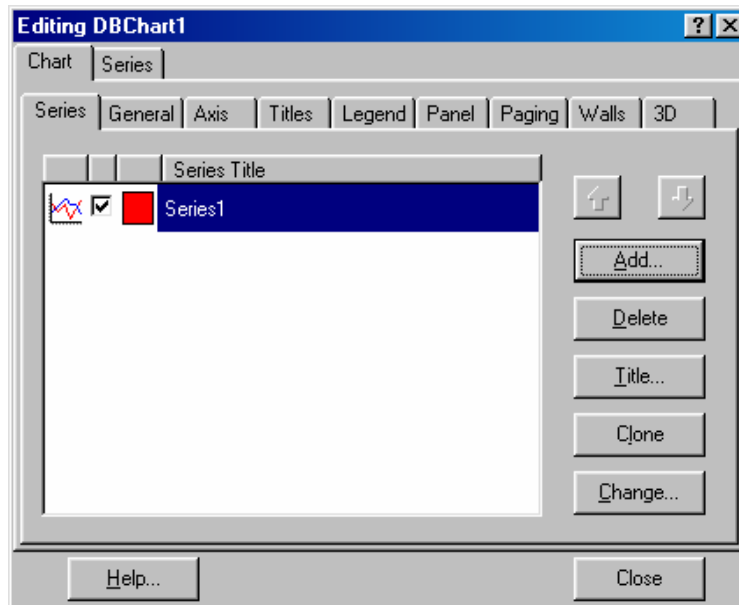 Editing DBChart1
Chart Series
Series General Axis Titles Legend Panel Paging Walls 3D
Series Title
Series1
Add...
Delete
Title...
Clone
Change...
Help... Close